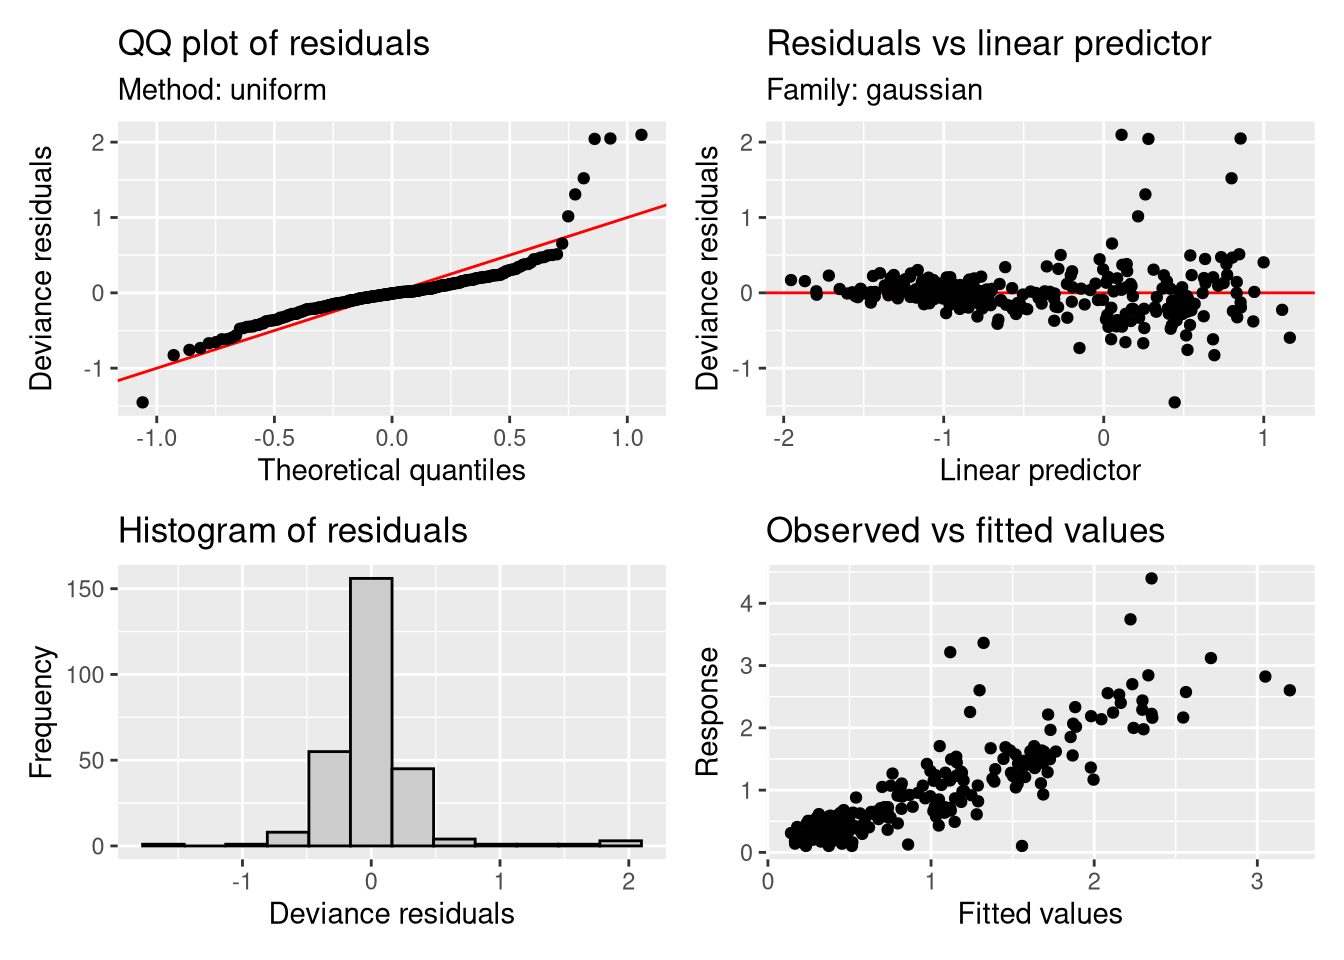 QQ plot of residuals
Method: uniform
Deviance residuals
2
1
0
-1
-1.0 -0.5 0.0 0.5 1.0
Theoretical quantiles
Residuals vs linear predictor
Family: gaussian
Deviance residuals
2
1
0
-1
-2 -1 0 1
Linear predictor
Histogram of residuals
Frequency
150
100
50
0
-1 0 1 2
Deviance residuals
Observed vs fitted values
Response
4
3
2
1
0
0 1 2 3
Fitted values